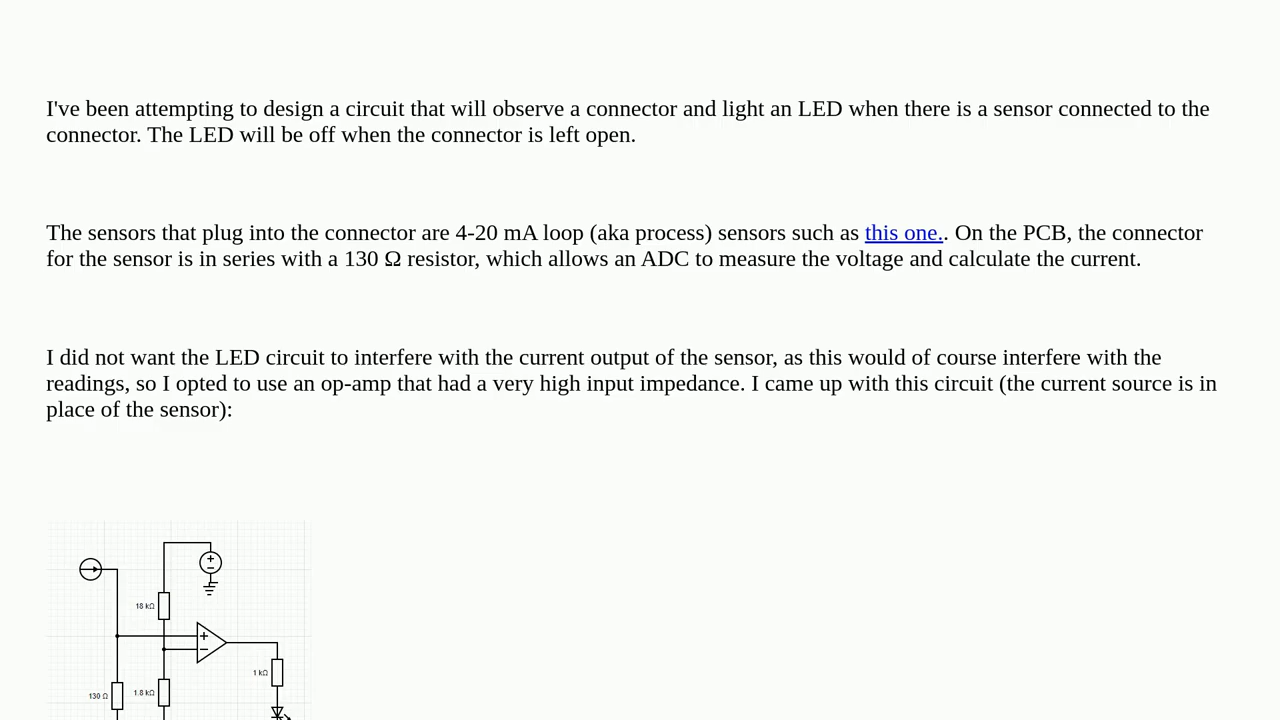 I've been attempting to design a circuit that will observe a connector and light an LED when there is a sensor connected to the
connector. The LED will be off when the connector is left open.
The sensors that plug into the connector are 4-20 mA loop (aka process) sensors such as this one.. On the PCB, the connector
for the sensor is in series with a 130 Ω resistor, which allows an ADC to measure the voltage and calculate the current.
I did not want the LED circuit to interfere with the current output of the sensor, as this would of course interfere with the
readings, so I opted to use an op-amp that had a very high input impedance. I came up with this circuit (the current source is in
place of the sensor):
18 kΩ
1 kΩ
130 Ω
1.8 kΩ